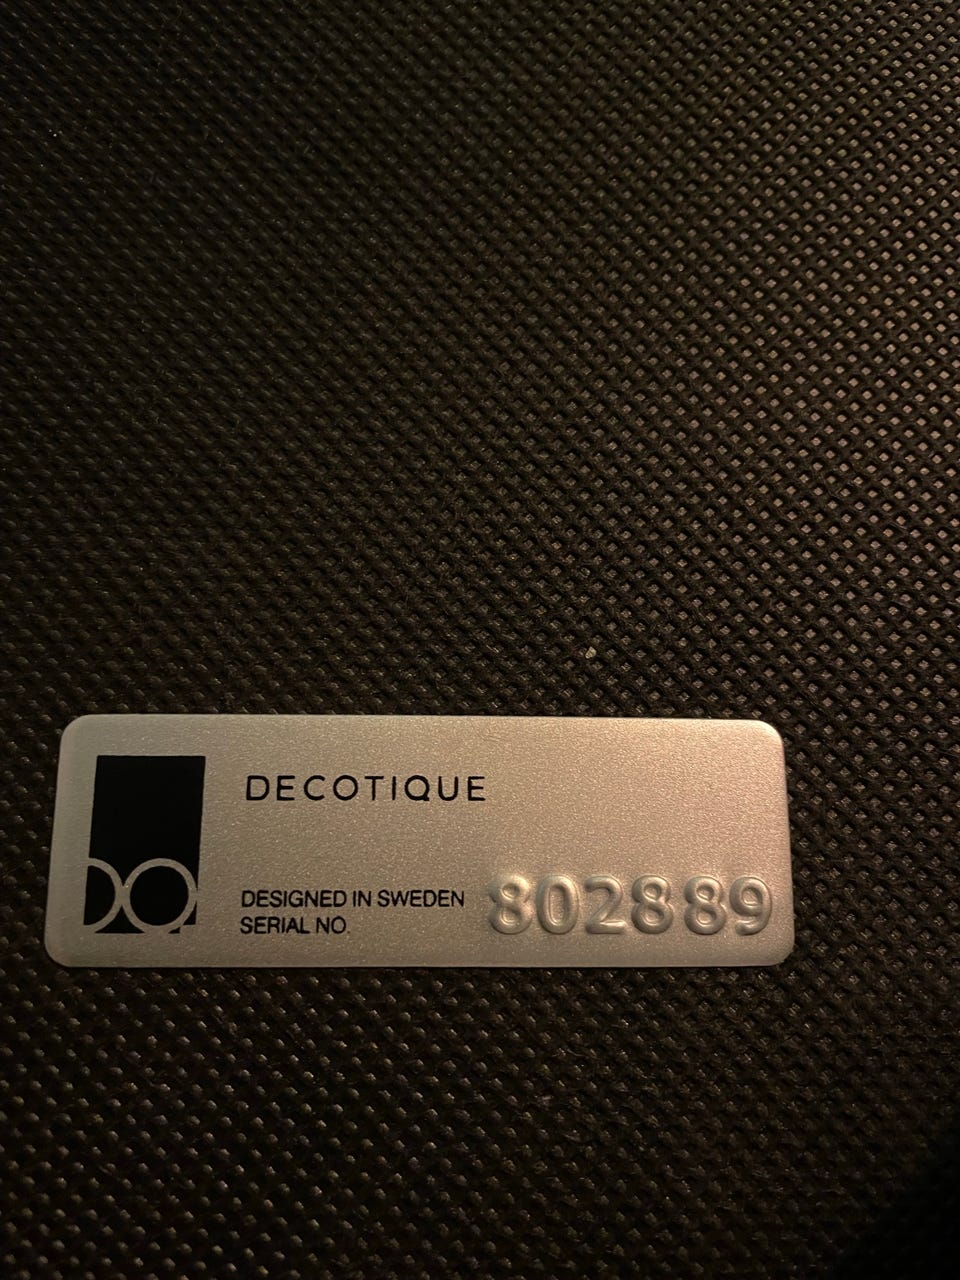 DECOTIQUE
DESIGNED IN SWEDEN
SERIAL NO. 802889